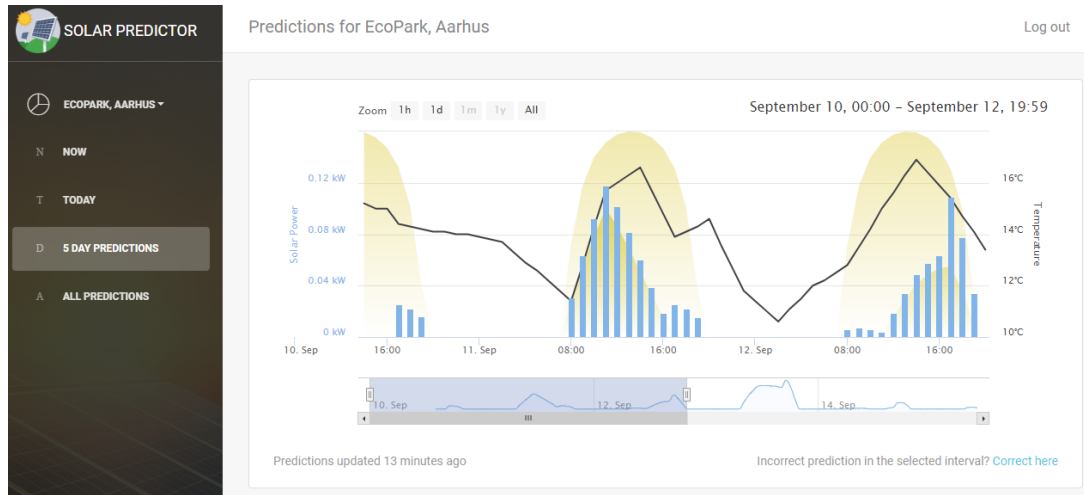 SOLAR PREDICTOR
Predictions for EcoPark, Aarhus
Log out
ECOPARK, AARHUS
N NOW
T TODAY
D 5 DAY PREDICTIONS
A ALL PREDICTIONS
Zoom 1h 1d 1m 1y All
September 10, 00:00 – September 12, 19:59
0.12 kW
0.08 kW
0.04 kW
0 kW
Solar Power
16°C
14°C
12°C
10°C
Temperature
10. Sep 16:00 11. Sep 08:00 16:00 12. Sep 08:00 16:00
10. Sep 12. Sep 14. Sep
Predictions updated 13 minutes ago
Incorrect prediction in the selected interval? Correct here